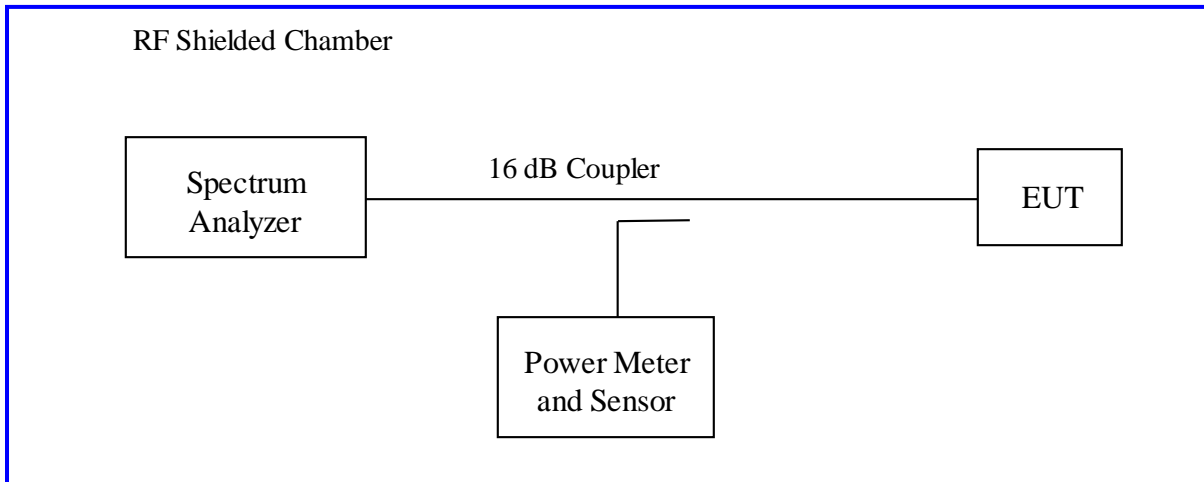 RF Shielded Chamber
16 dB Coupler
Spectrum
Analyzer
EUT
Power Meter
and Sensor